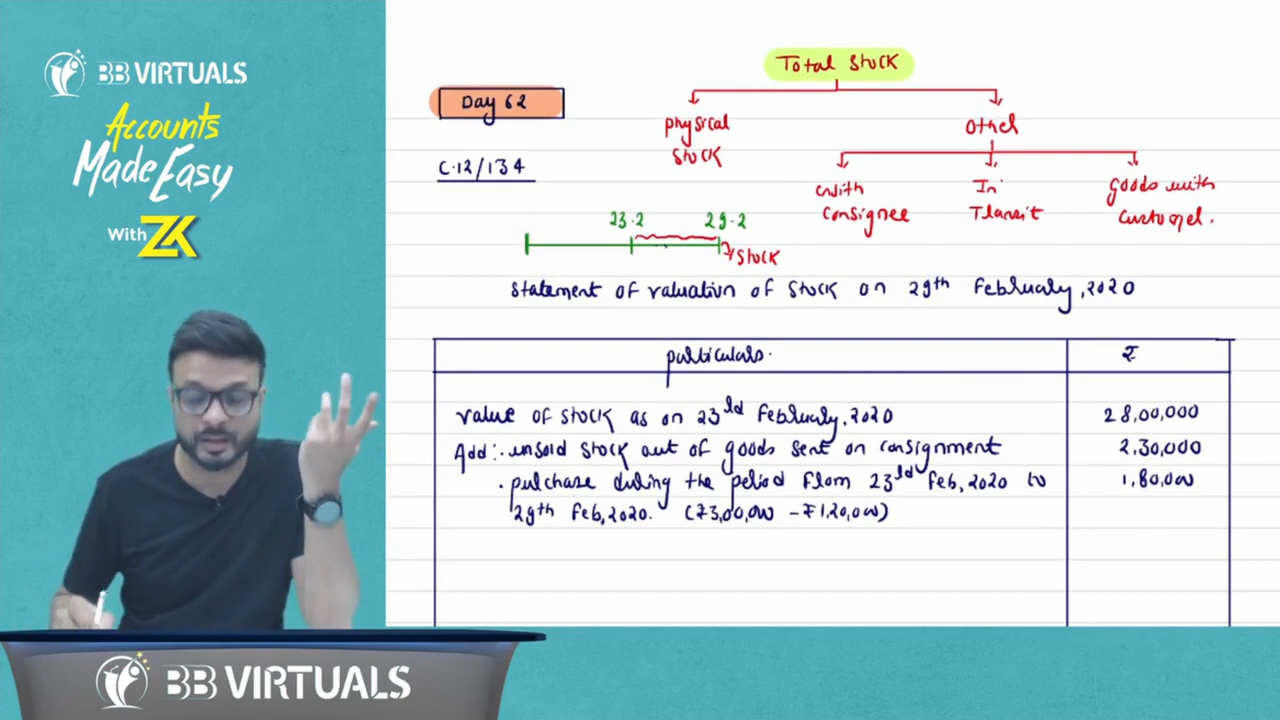 BB VIRTUALS
Accounts
Made Easy
With ZK
Total Stock
Day 62
Physical
Stock
Other
C.12/134
With
Consignee
In
Transit
Goods with
Customer.
23.2
29.2
Stock
Statement of valuation of Stock on 29th February, 2020
particulars.
₹
Value of stock as on 23rd February, 2020
28,00,000
Add: . unsold stock out of goods sent on consignment
2,30,000
. purchase during the period from 23rd Feb, 2020 to
1,80,000
29th Feb, 2020. (₹3,00,000 - ₹1,20,000)
BB VIRTUALS